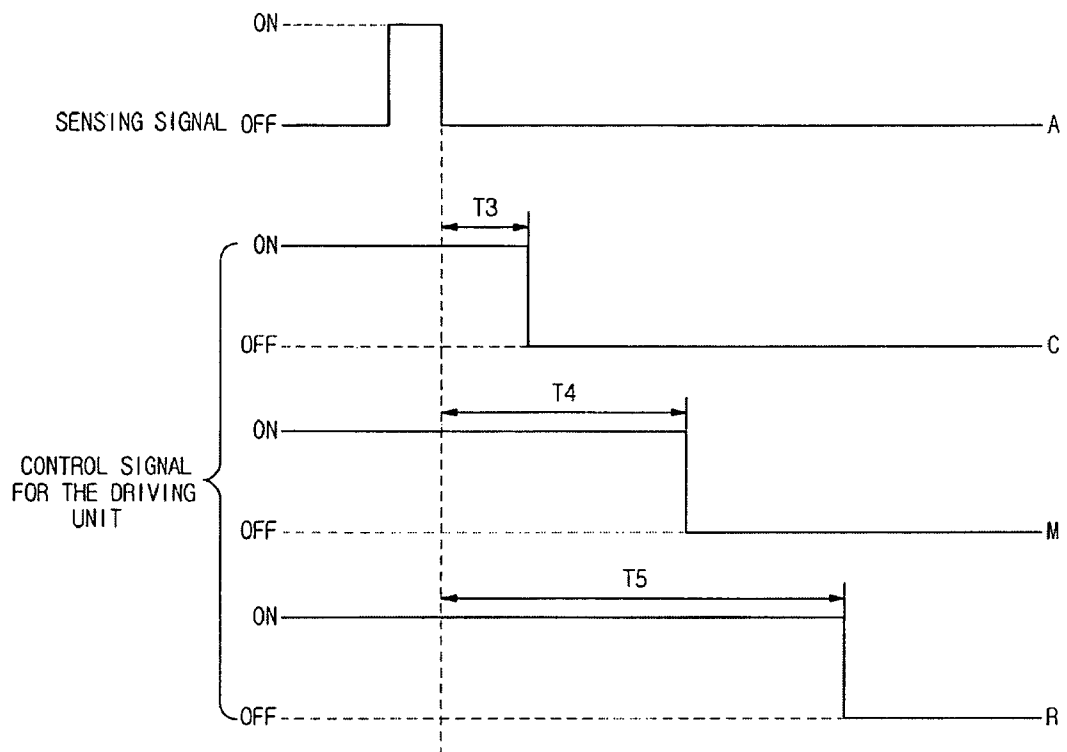 ON
SENSING SIGNAL OFF A
T3
ON
OFF C
T4
ON
CONTROL SIGNAL
FOR THE DRIVING
UNIT
OFF M
T5
ON
OFF R